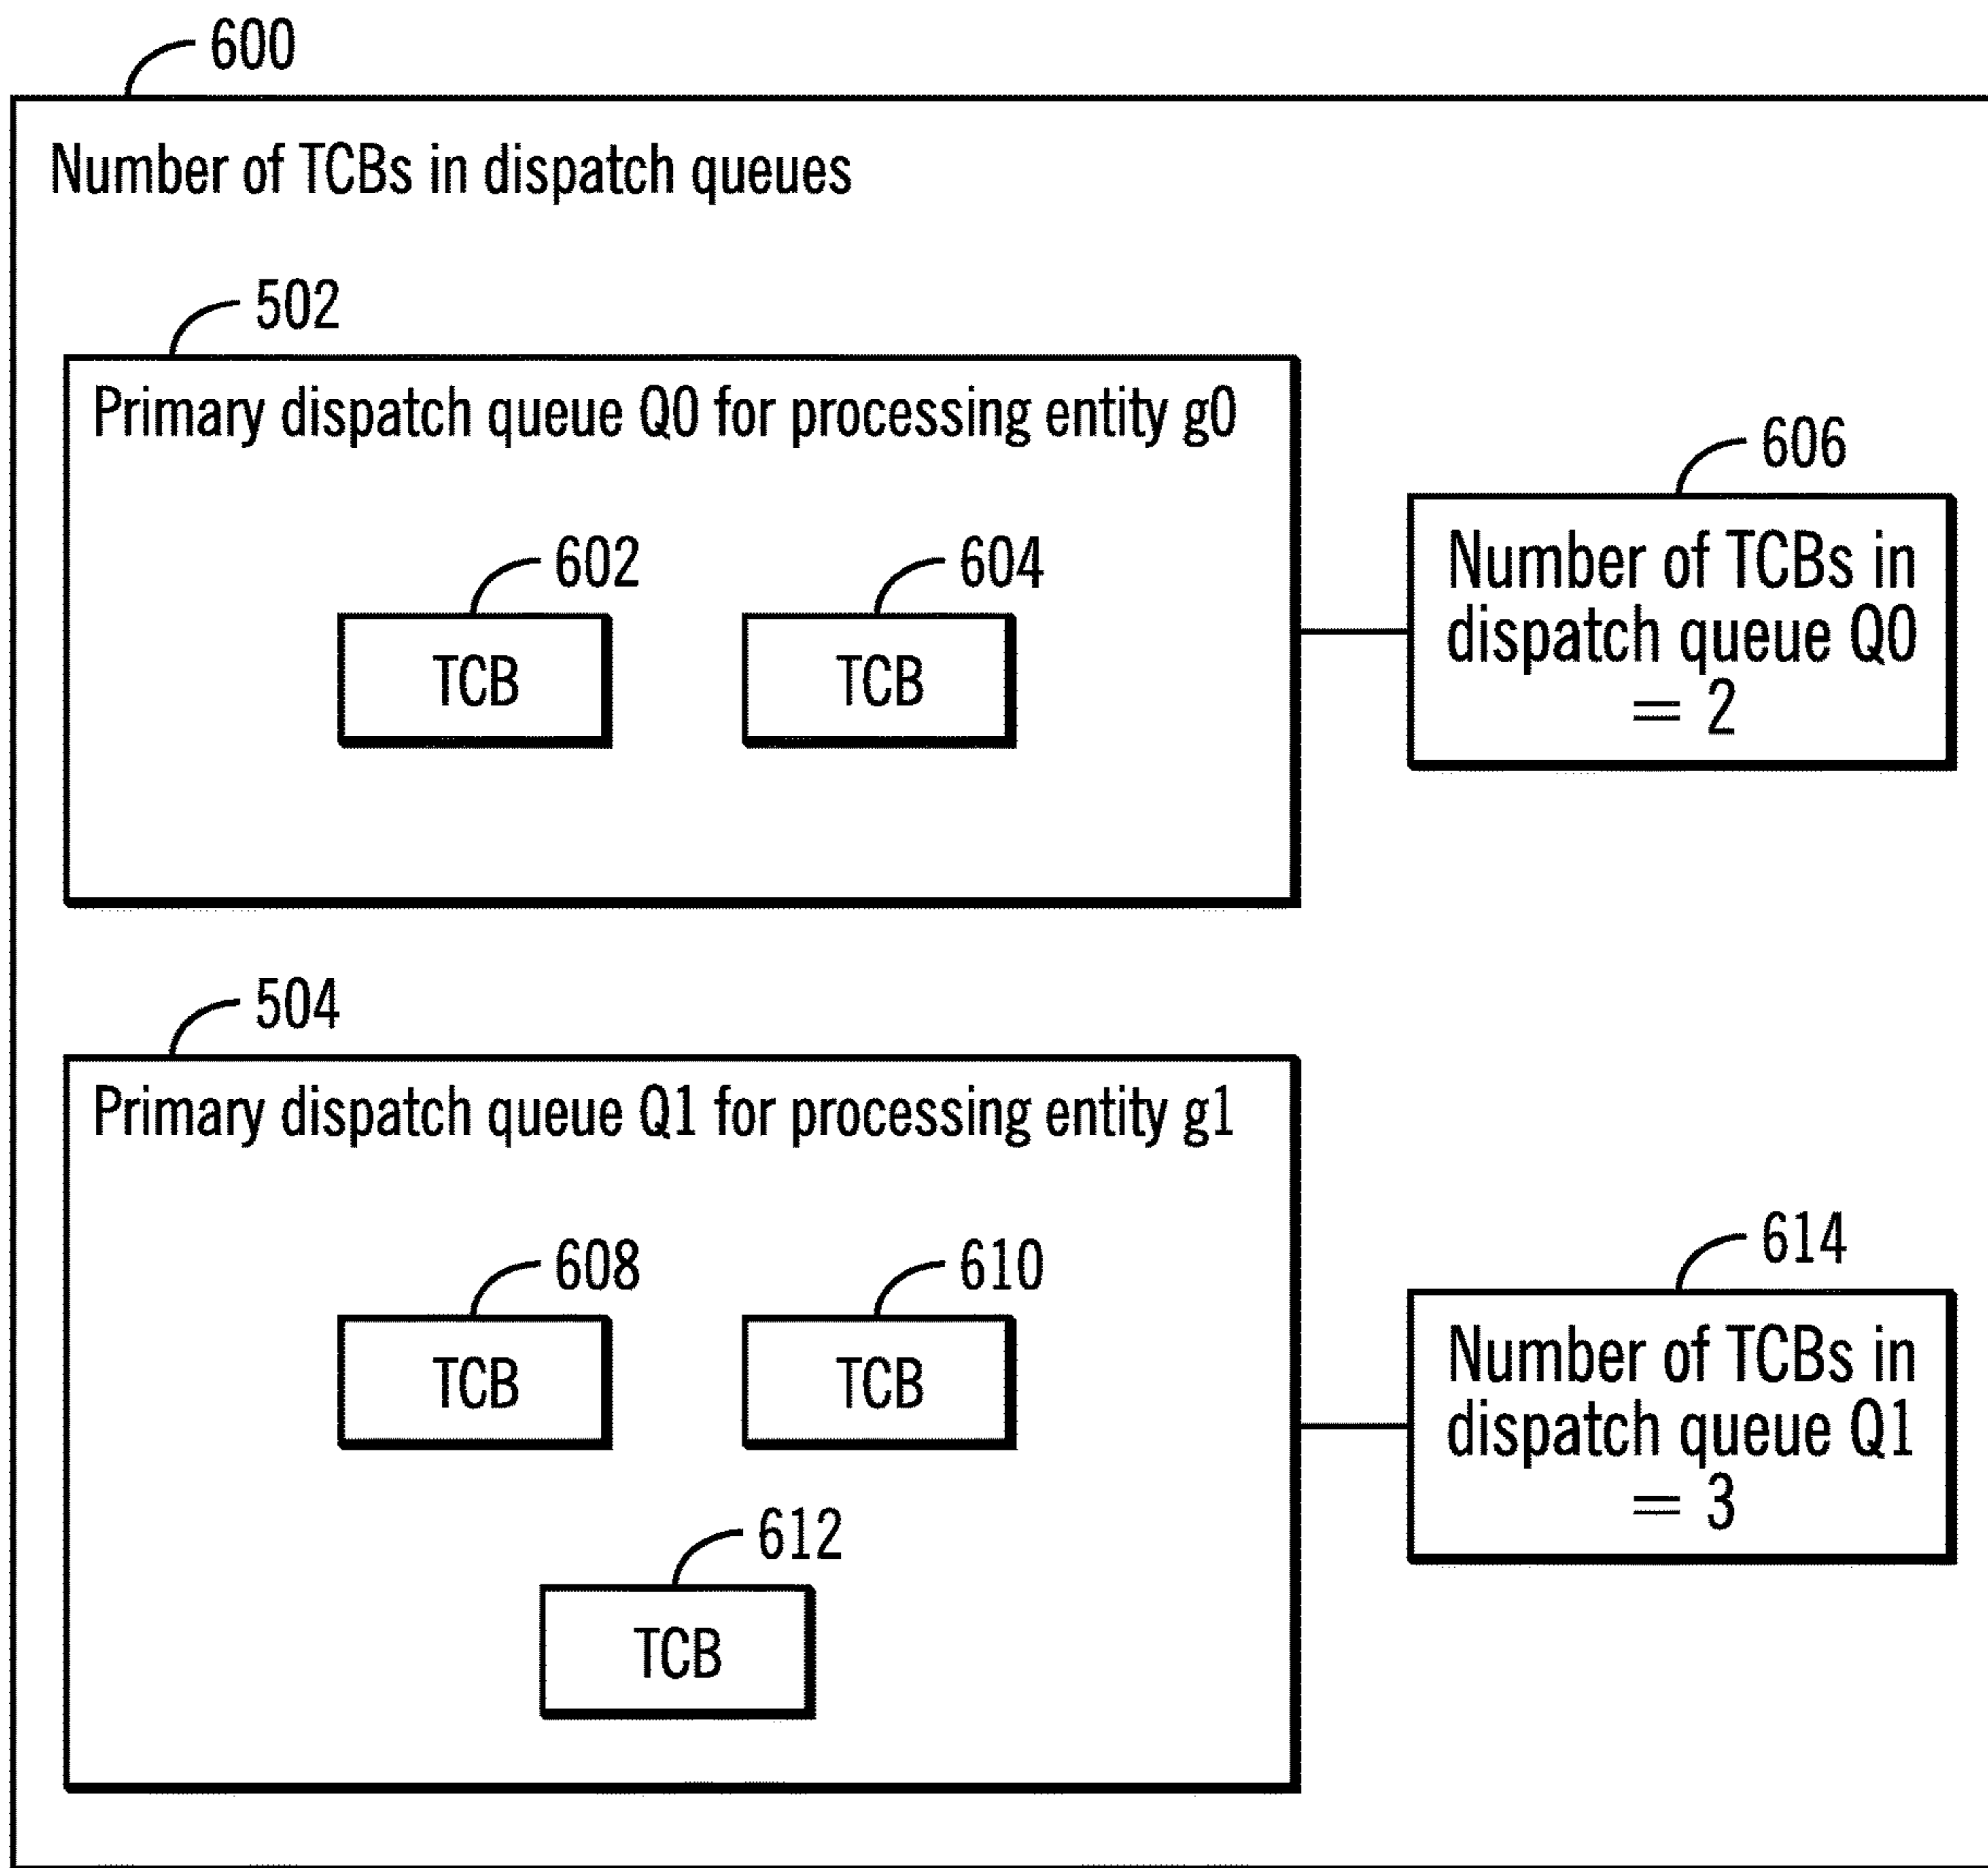 600
Number of TCBs in dispatch queues
502
Primary dispatch queue Q0 for processing entity g0
602
604
TCB
TCB
606
Number of TCBs in
dispatch queue Q0
= 2
504
Primary dispatch queue Q1 for processing entity g1
608
610
TCB
TCB
612
TCB
614
Number of TCBs in
dispatch queue Q1
= 3